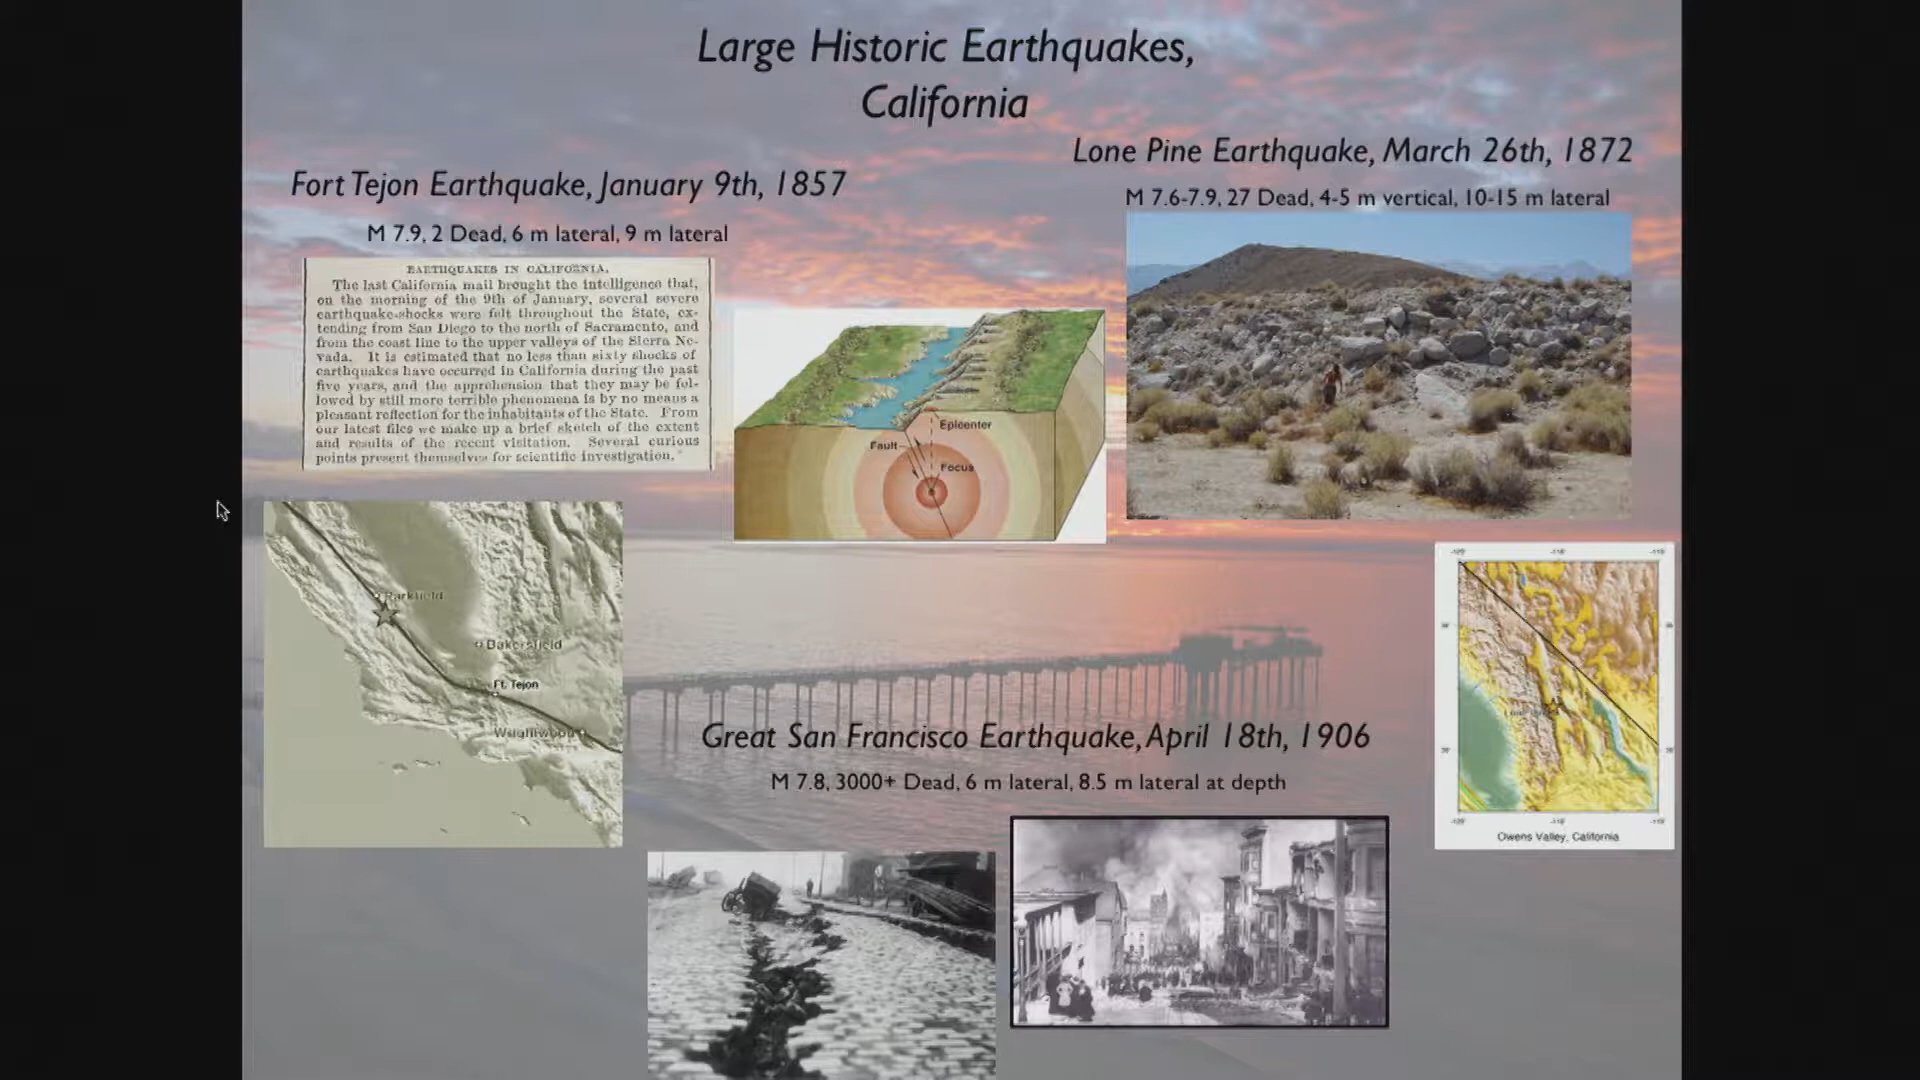 Large Historic Earthquakes,
California
Fort Tejon Earthquake, January 9th, 1857
M 7.9, 2 Dead, 6 m lateral, 9 m lateral
EARTHQUAKES IN CALIFORNIA.
The last California mail brought the intelligence that,
on the morning of the 9th of January, several severe
earthquake-shocks were felt throughout the State, ex-
tending from San Diego to the north of Sacramento, and
from the coast line to the upper valleys of the Sierra Ne-
vada. It is estimated that no less than sixty shocks of
earthquakes have occurred in California during the past
five years, and the apprehension that they may be fol-
lowed by still more terrible phenomena is by no means a
pleasant reflection for the inhabitants of the State. From
our latest files we make up a brief sketch of the extent
and results of the recent visitation. Several curious
points present themselves for scientific investigation.
Lone Pine Earthquake, March 26th, 1872
M 7.6-7.9, 27 Dead, 4-5 m vertical, 10-15 m lateral
Epicenter
Fault
Focus
Parkfield
Bakersfield
Ft. Tejon
Wrightwood
Great San Francisco Earthquake, April 18th, 1906
M 7.8, 3000+ Dead, 6 m lateral, 8.5 m lateral at depth
Owens Valley, California